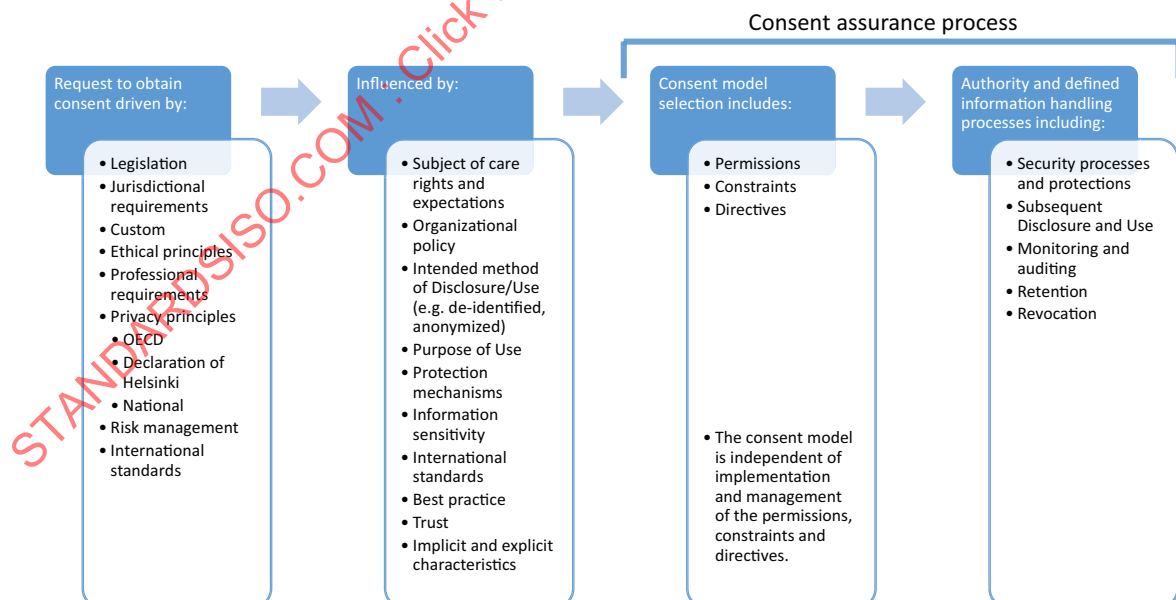 Consent assurance process
Request to obtain
consent driven by:
• Legislation
• Jurisdictional
requirements
• Custom
• Ethical principles
• Professional
requirements
• Privacy principles
• OECD
• Declaration of
Helsinki
• National
• Risk management
• International
standards
Influenced by:
• Subject of care
rights and
expectations
• Organizational
policy
• Intended method
of Disclosure/Use
(e.g. de-identified,
anonymized)
• Purpose of Use
• Protection
mechanisms
• Information
sensitivity
• International
standards
• Best practice
• Trust
• Implicit and explicit
characteristics
Consent model
selection includes:
• Permissions
• Constraints
• Directives
• The consent model
is independent of
implementation
and management
of the permissions,
constraints and
directives.
Authority and defined
information handling
processes including:
• Security processes
and protections
• Subsequent
Disclosure and Use
• Monitoring and
auditing
• Retention
• Revocation
STANDARDSISO.COM : Click